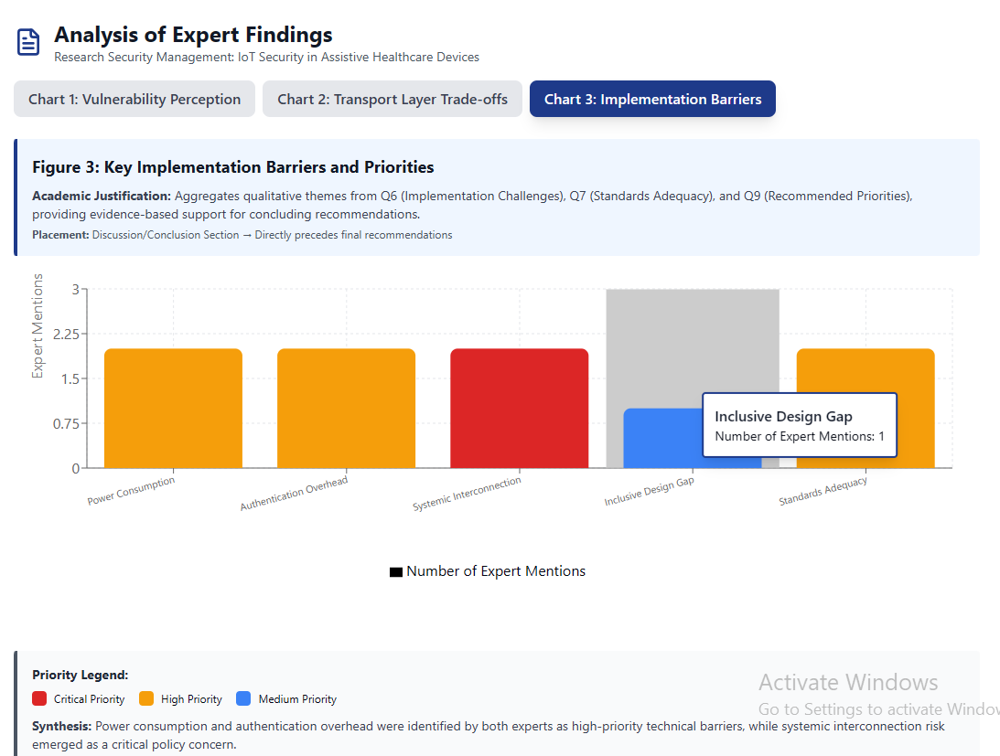 Analysis of Expert Findings
Research Security Management: IoT Security in Assistive Healthcare Devices
Chart 1: Vulnerability Perception
Chart 2: Transport Layer Trade-offs
Chart 3: Implementation Barriers
Figure 3: Key Implementation Barriers and Priorities
Academic Justification: Aggregates qualitative themes from Q6 (Implementation Challenges), Q7 (Standards Adequacy), and Q9 (Recommended Priorities),
providing evidence-based support for concluding recommendations.
Placement: Discussion/Conclusion Section → Directly precedes final recommendations
Expert Mentions
3
2.25
1.5
0.75
0
Inclusive Design Gap
Number of Expert Mentions: 1
Power Consumption
Authentication Overhead
Systemic Interconnection
Inclusive Design Gap
Standards Adequacy
Number of Expert Mentions
Priority Legend:
Critical Priority
High Priority
Medium Priority
Synthesis: Power consumption and authentication overhead were identified by both experts as high-priority technical barriers, while systemic interconnection risk
emerged as a critical policy concern.
Activate Windows
Go to Settings to activate Window